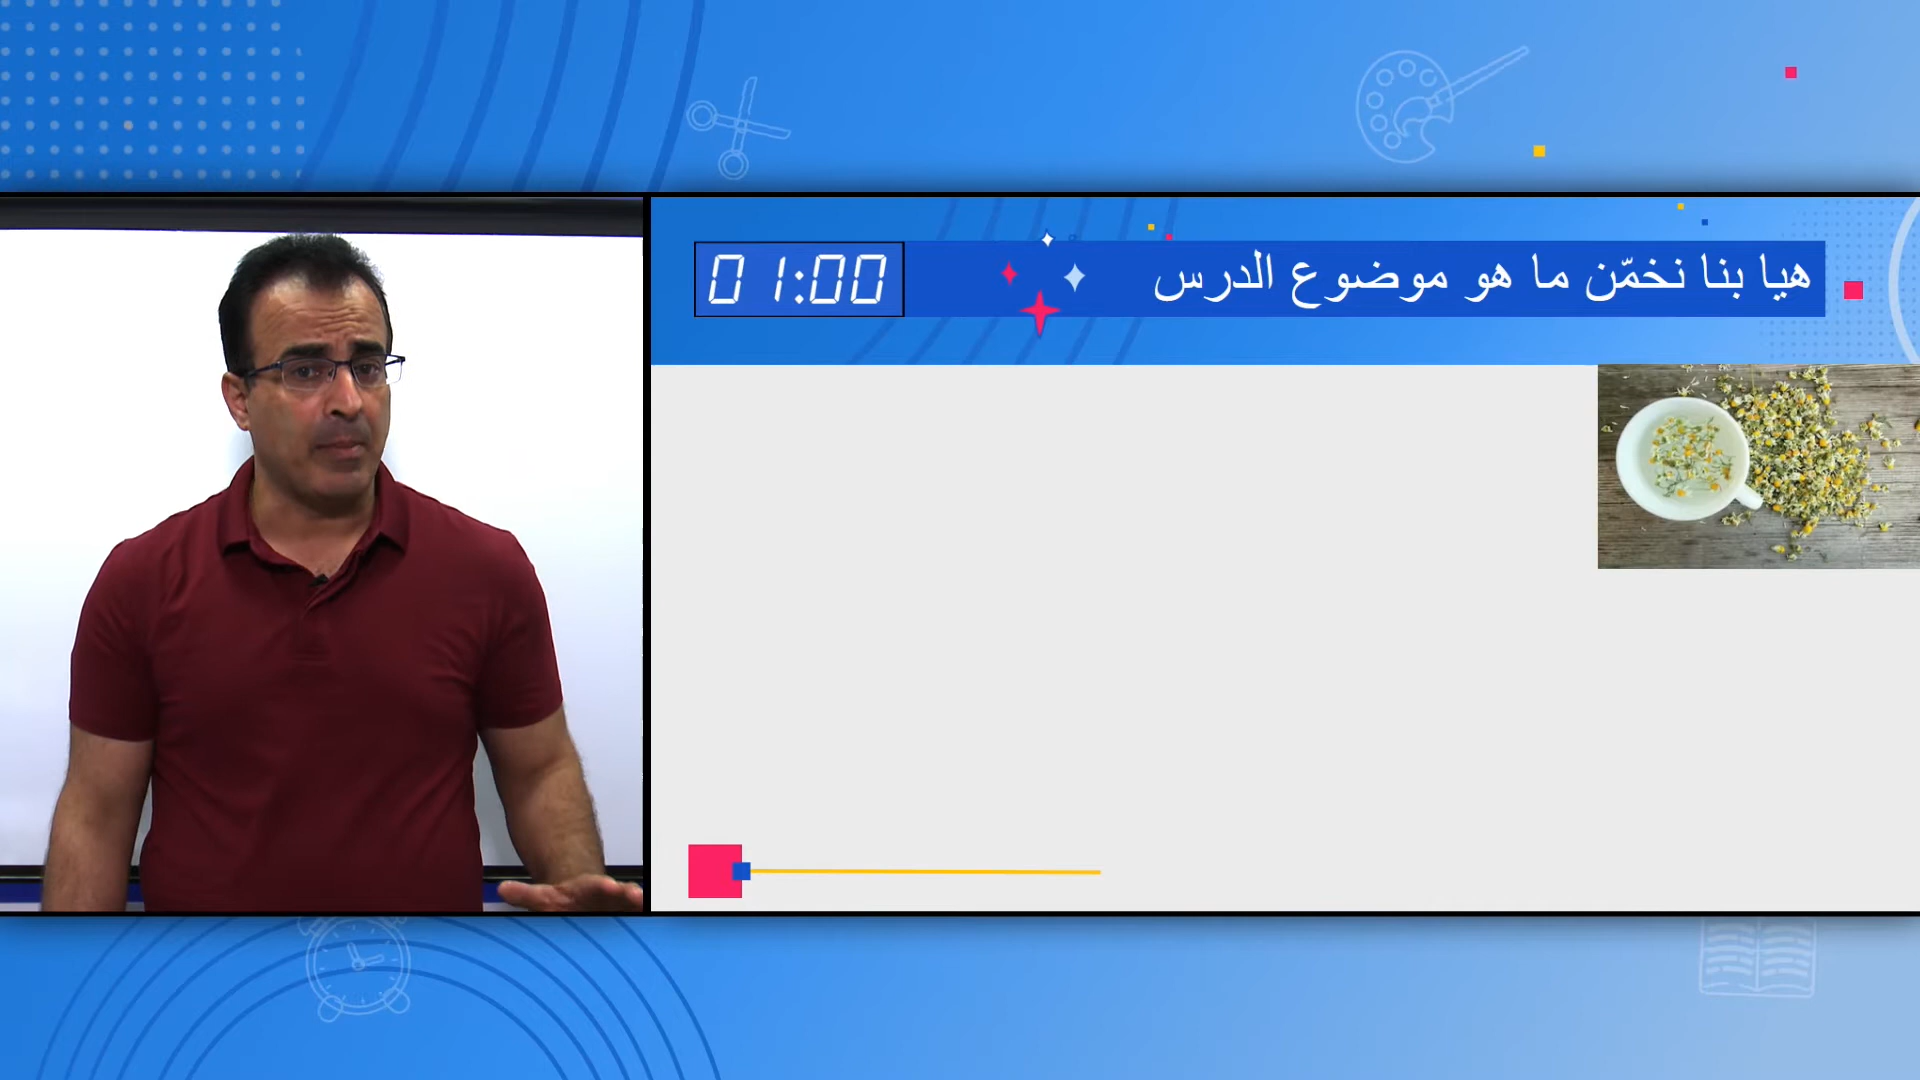 هيا بنا نخمّن ما هو موضوع الدرس
01:00